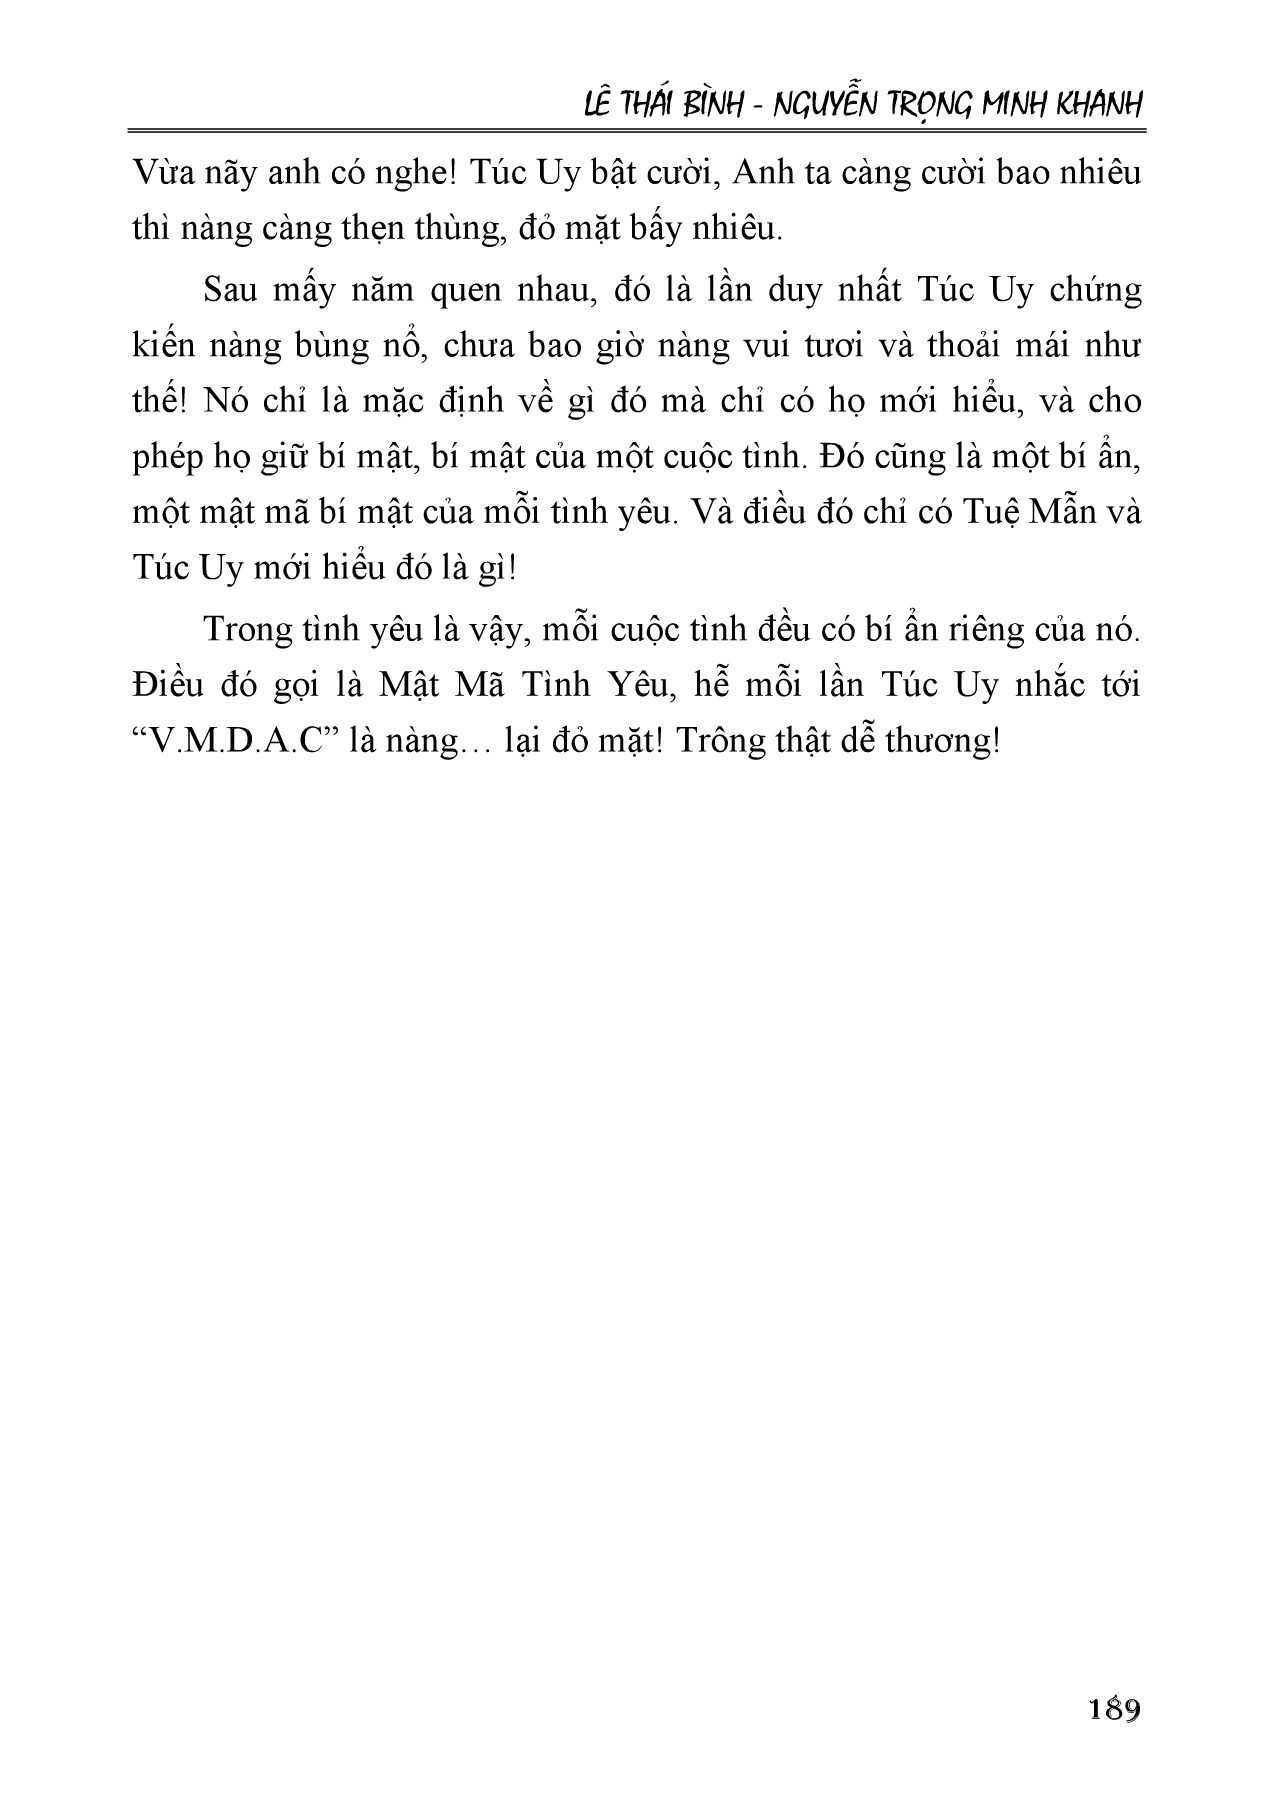 LÊ THÁI BÌNH - NGUYỄN TRỌNG MINH KHANH
Vừa nãy anh có nghe! Túc Uy bật cười, Anh ta càng cười bao nhiêu
thì nàng càng thẹn thùng, đỏ mặt bấy nhiêu.
Sau mấy năm quen nhau, đó là lần duy nhất Túc Uy chứng
kiến nàng bùng nổ, chưa bao giờ nàng vui tươi và thoải mái như
thế! Nó chỉ là mặc định về gì đó mà chỉ có họ mới hiểu, và cho
phép họ giữ bí mật, bí mật của một cuộc tình. Đó cũng là một bí ẩn,
một mật mã bí mật của mỗi tình yêu. Và điều đó chỉ có Tuệ Mẫn và
Túc Uy mới hiểu đó là gì!
Trong tình yêu là vậy, mỗi cuộc tình đều có bí ẩn riêng của nó.
Điều đó gọi là Mật Mã Tình Yêu, hễ mỗi lần Túc Uy nhắc tới
“V.M.D.A.C” là nàng… lại đỏ mặt! Trông thật dễ thương!
189